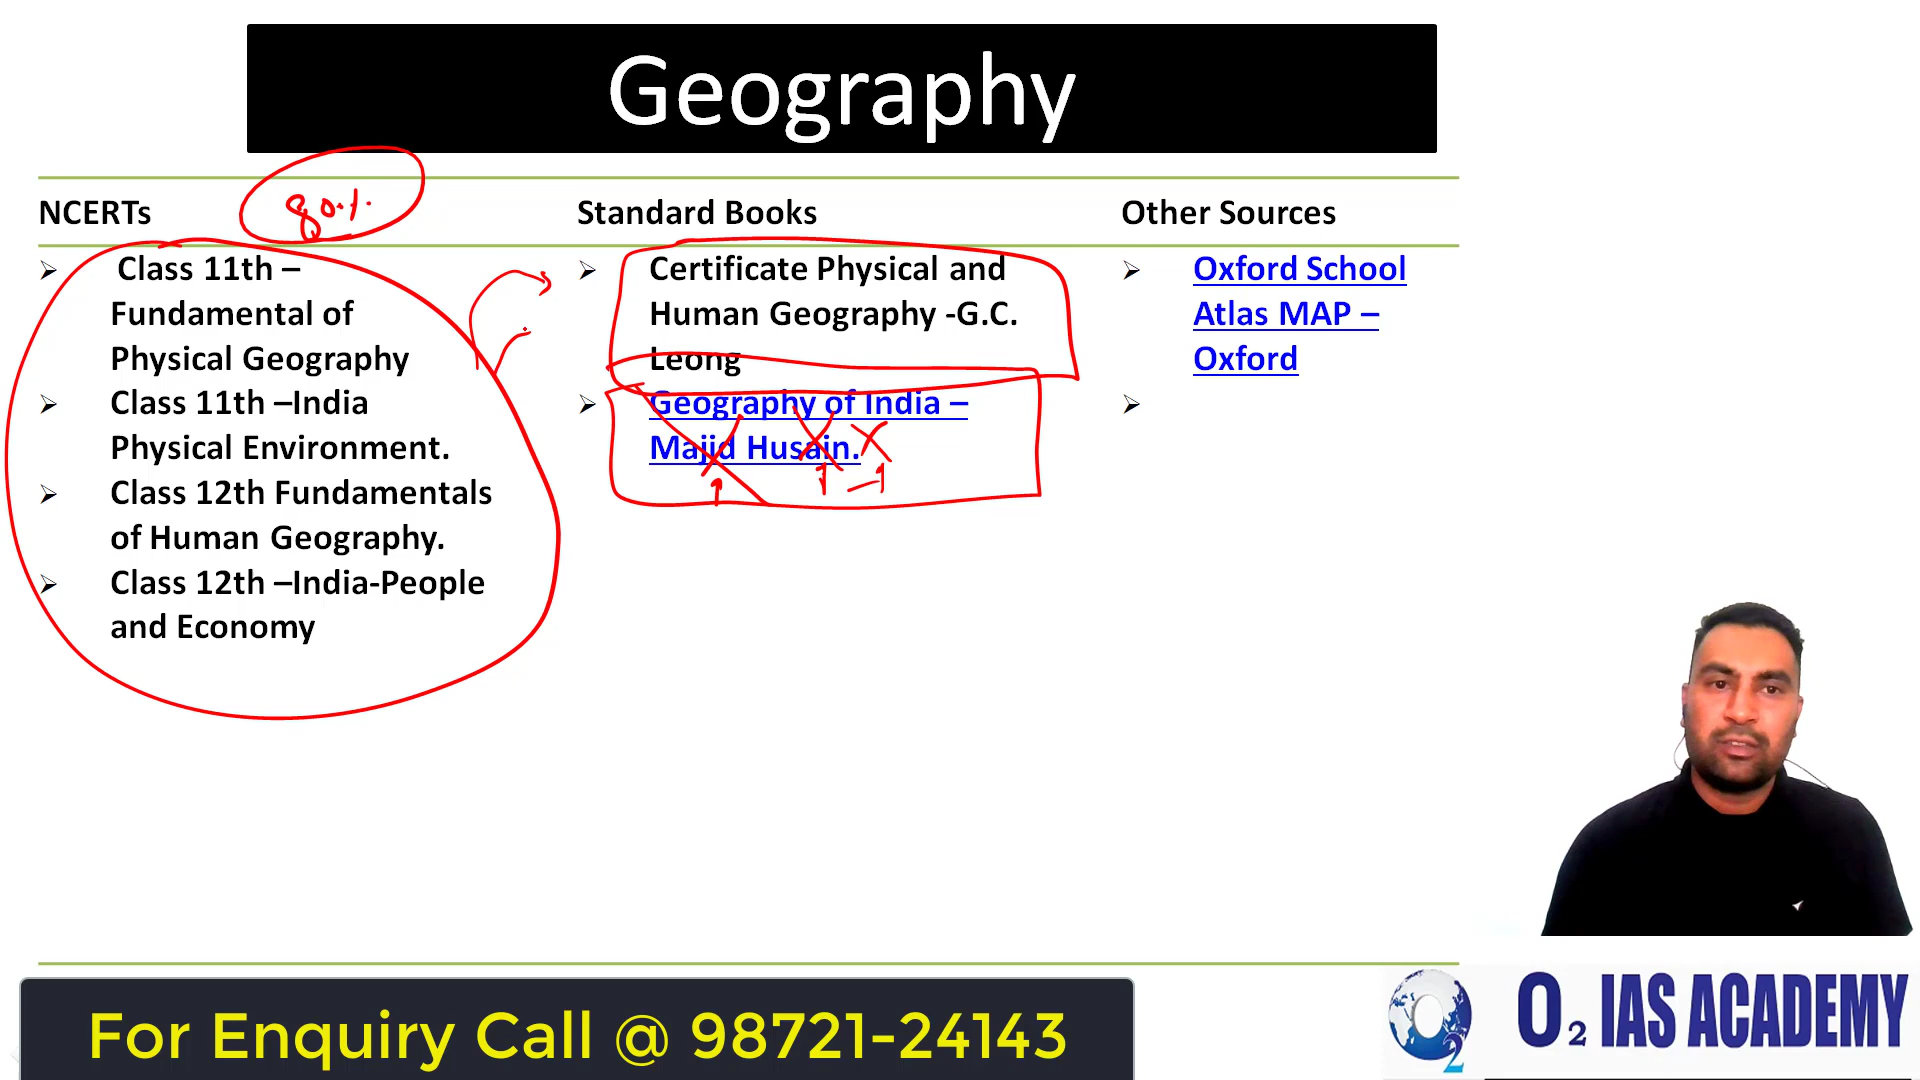 Geography
NCERTs
80%
Standard Books
Other Sources
Class 11th –
Fundamental of
Physical Geography
Class 11th –India
Physical Environment.
Class 12th Fundamentals
of Human Geography.
Class 12th –India-People
and Economy
Certificate Physical and
Human Geography -G.C.
Leong
Geography of India –
Majid Husain.
Oxford School
Atlas MAP –
Oxford
For Enquiry Call @ 98721-24143
O2
O2 IAS ACADEMY